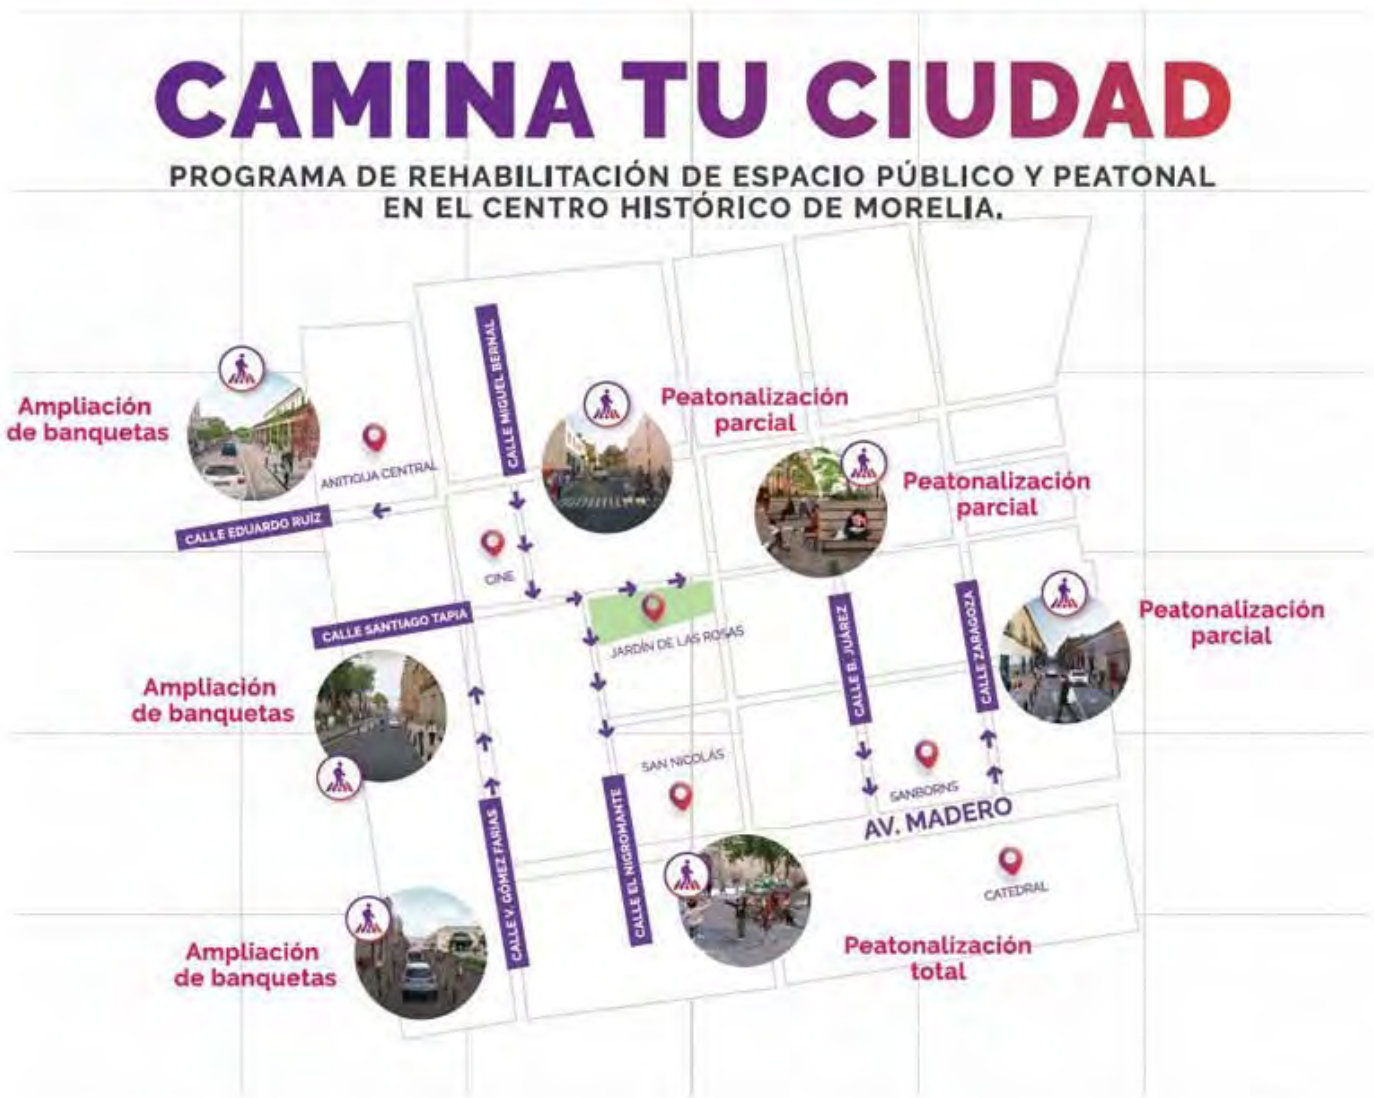 CAMINA TU CIUDAD
PROGRAMA DE REHABILITACIÓN DE ESPACIO PÚBLICO Y PEATONAL
EN EL CENTRO HISTÓRICO DE MORELIA.
CALLE MIGUEL BERNAL
Ampliación
de banquetas
Peatonalización
parcial
ANITIGUA CENTRAL
Peatonalización
parcial
CALLE EDUARDO RUÍZ
CINE
CALLE SANTIAGO TAPIA
JARDÍN DE LAS ROSAS
CALLE B. JUÁREZ
CALLE ZARAGOZA
Peatonalización
parcial
Ampliación
de banquetas
SAN NICOLÁS
SANBORNS
AV. MADERO
CALLE V. GÓMEZ FARIAS
CALLE EL NIGROMANTE
CATEDRAL
Ampliación
de banquetas
Peatonalización
total